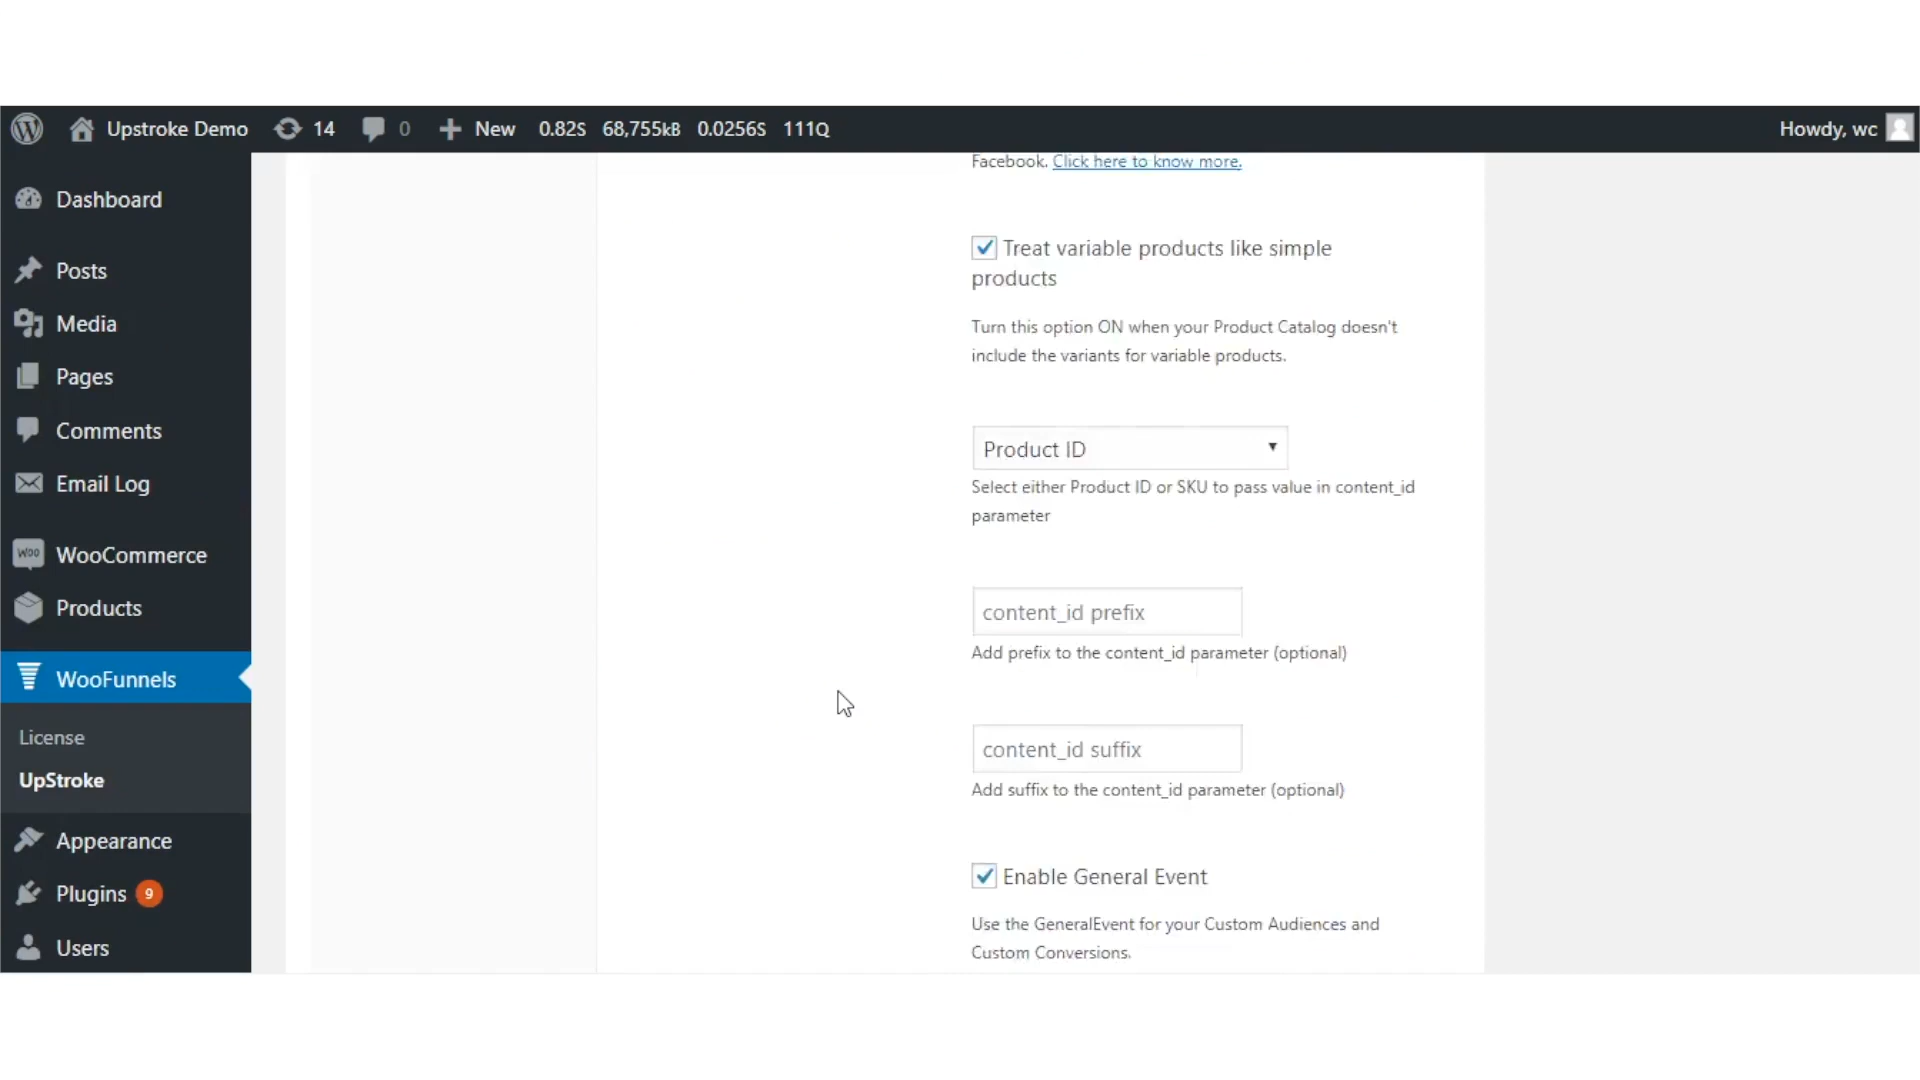 Upstroke Demo 14 0 New 0.82S 68,755KB 0.0256S 111Q Howdy, wc
Dashboard
Posts
Media
Pages
Comments
Email Log
WOO WooCommerce
Products
WooFunnels
License
UpStroke
Appearance
Plugins 9
Users
Facebook. Click here to know more.
Treat variable products like simple
products
Turn this option ON when your Product Catalog doesn't
include the variants for variable products.
Product ID
Select either Product ID or SKU to pass value in content_id
parameter
content_id prefix
Add prefix to the content_id parameter (optional)
content_id suffix
Add suffix to the content_id parameter (optional)
Enable General Event
Use the GeneralEvent for your Custom Audiences and
Custom Conversions.